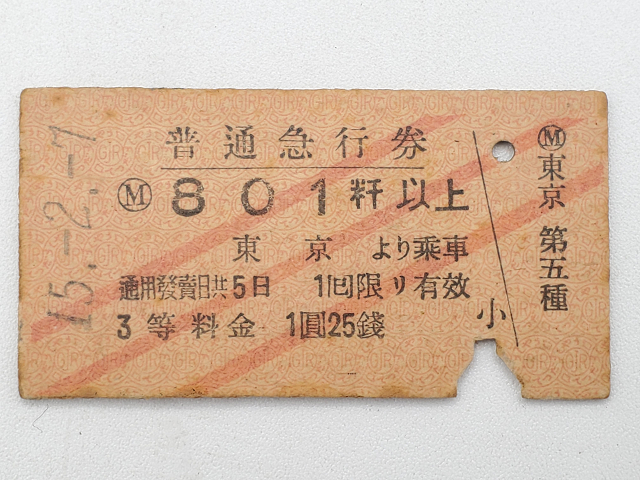 普通急行券
Ⓜ 801粁以上
東京より乗車
通用發賣日共5日 1回限り有效
3等料金 1圓25錢
小
Ⓜ東京 第五種
15.-2.-7